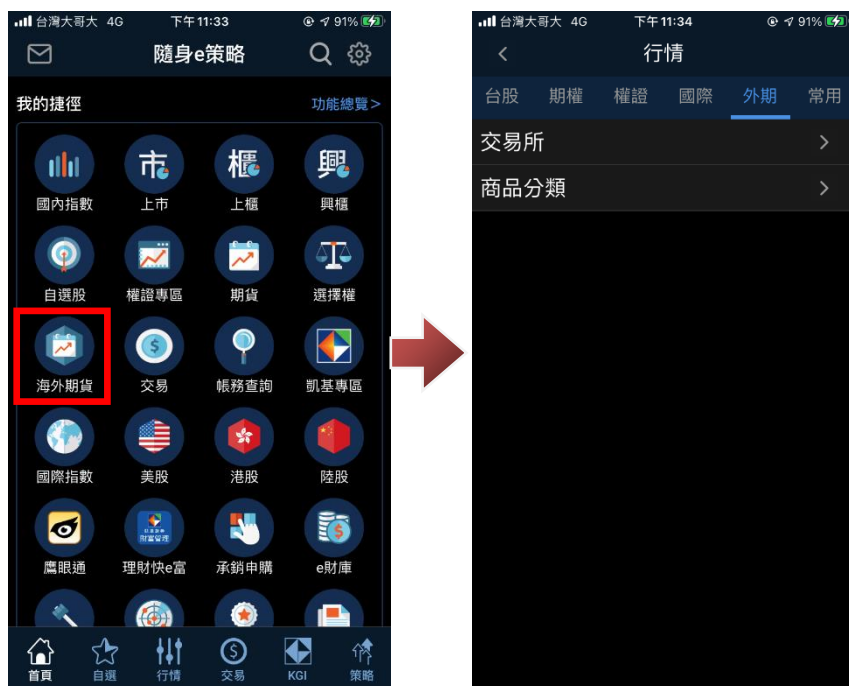 台灣大哥大 4G 下午11:33 91%
隨身e策略
我的捷徑 功能總覽>
國內指數 上市 上櫃 興櫃
自選股 權證專區 期貨 選擇權
海外期貨 交易 帳務查詢 凱基專區
國際指數 美股 港股 陸股
鷹眼通 理財快e富 承銷申購 e財庫
首頁 自選 行情 交易 KGI 策略
台灣大哥大 4G 下午11:34 91%
行情
台股 期權 權證 國際 外期 常用
交易所
商品分類